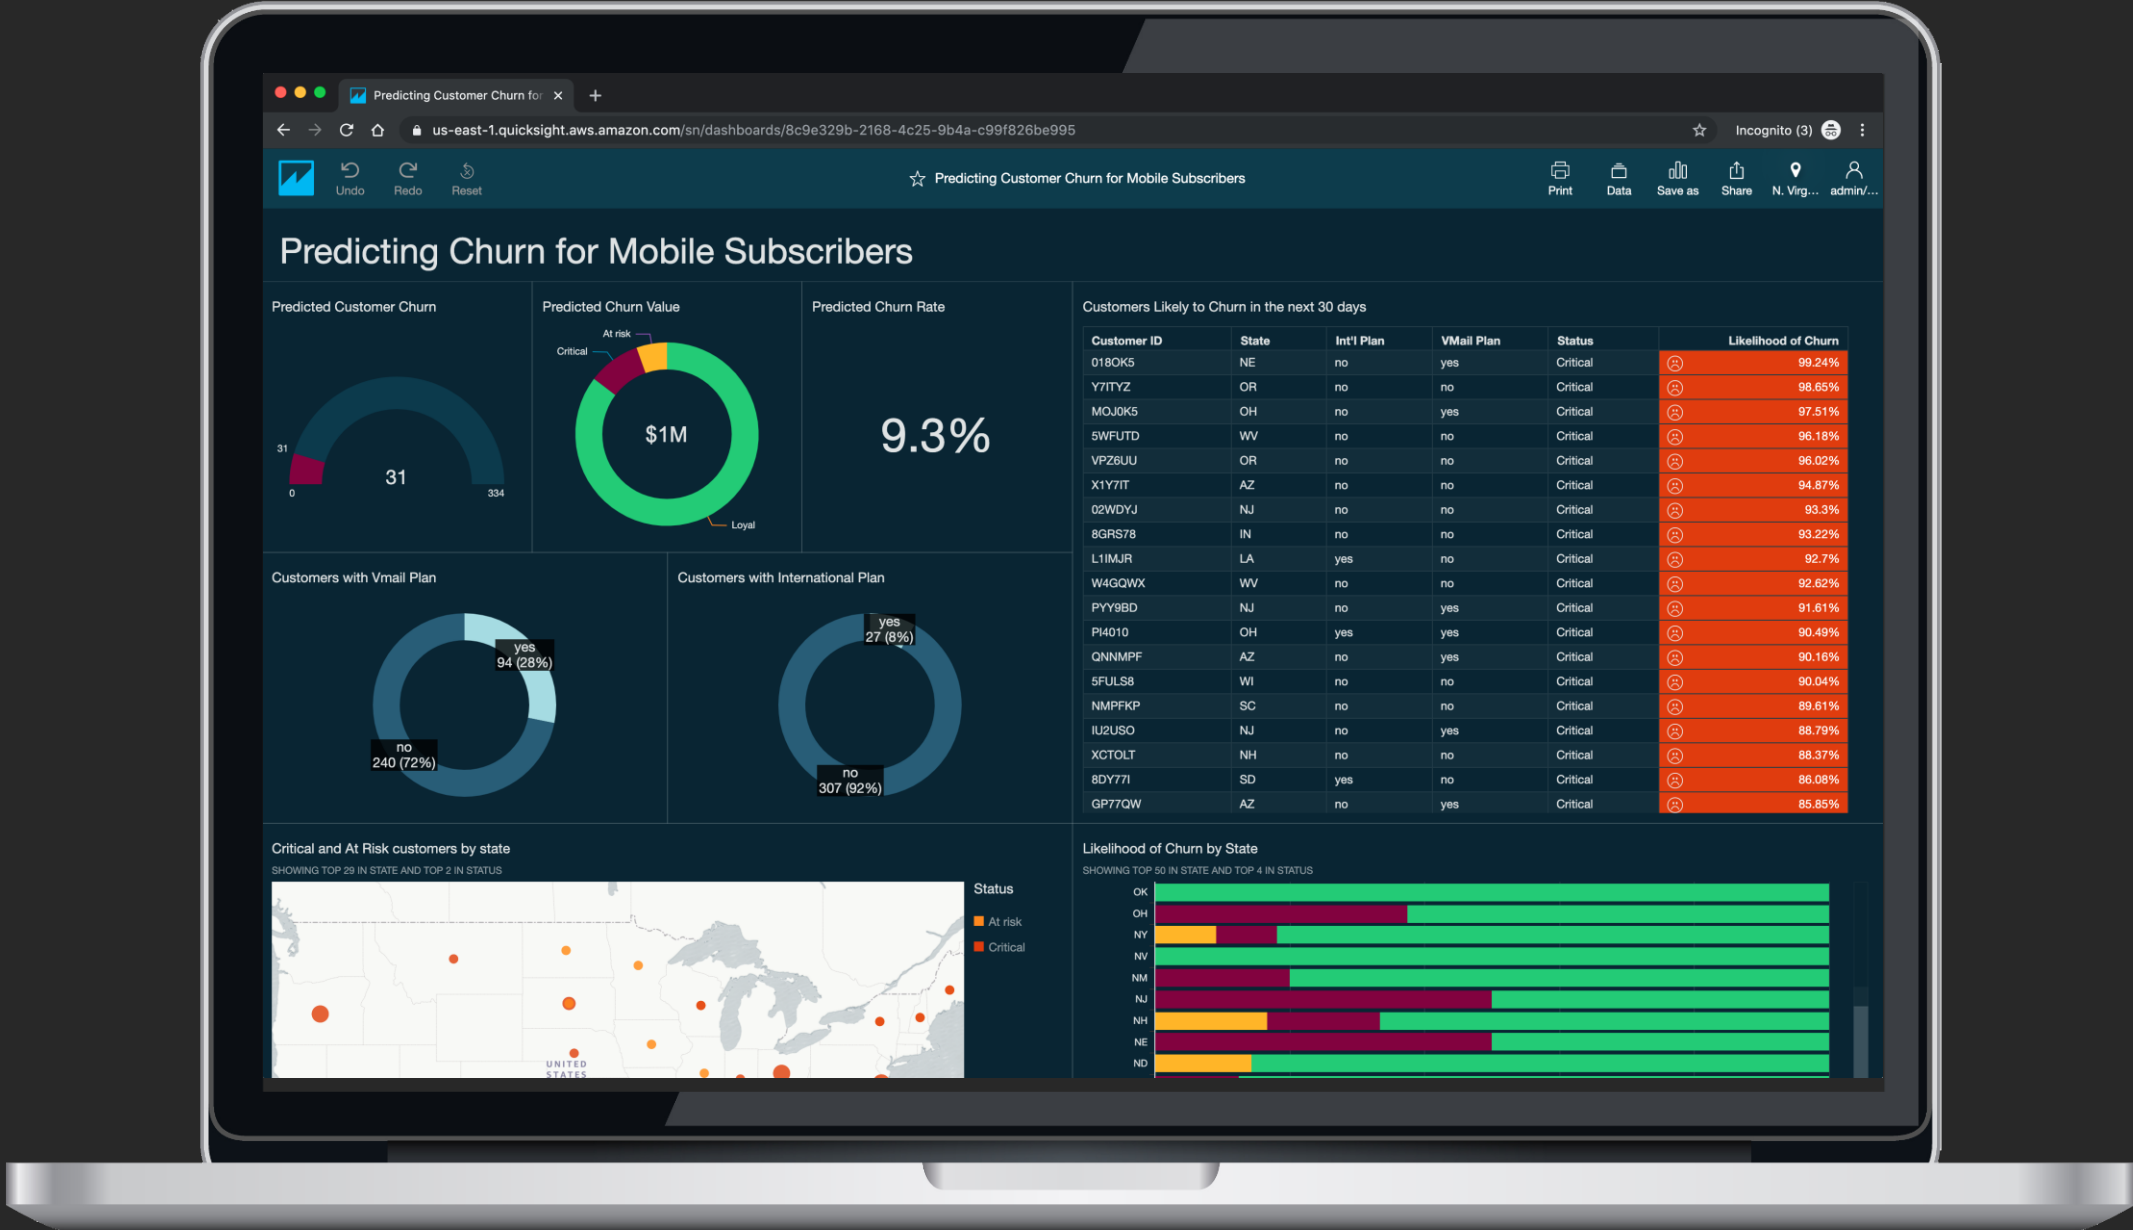 Predicting Customer Churn for
us-east-1.quicksight.aws.amazon.com/sn/dashboards/8c9e329b-2168-4c25-9b4a-c99f826be995
Incognito (3)
Undo
Redo
Reset
Predicting Customer Churn for Mobile Subscribers
Print
Data
Save as
Share
N. Virg...
admin/...
Predicting Churn for Mobile Subscribers
Predicted Customer Churn
31
31
0
334
Predicted Churn Value
At risk
Critical
$1M
Loyal
Predicted Churn Rate
9.3%
Customers Likely to Churn in the next 30 days
Customer ID State Int'l Plan VMail Plan Status Likelihood of Churn
018OK5 NE no yes Critical 99.24%
Y7ITYZ OR no no Critical 98.65%
MOJ0K5 OH no yes Critical 97.51%
5WFUTD WV no no Critical 96.18%
VPZ6UU OR no no Critical 96.02%
X1Y7IT AZ no no Critical 94.87%
02WDYJ NJ no no Critical 93.3%
8GRS78 IN no no Critical 93.22%
L1IMJR LA yes no Critical 92.7%
W4GQWX WV no no Critical 92.62%
PYY9BD NJ no yes Critical 91.61%
PI4010 OH yes yes Critical 90.49%
QNNMPF AZ no yes Critical 90.16%
5FULS8 WI no no Critical 90.04%
NMPFKP SC no no Critical 89.61%
IU2USO NJ no yes Critical 88.79%
XCTOLT NH no no Critical 88.37%
8DY77I SD yes no Critical 86.08%
GP77QW AZ no yes Critical 85.85%
Customers with Vmail Plan
yes
94 (28%)
no
240 (72%)
Customers with International Plan
yes
27 (8%)
no
307 (92%)
Critical and At Risk customers by state
SHOWING TOP 29 IN STATE AND TOP 2 IN STATUS
UNITED
STATES
Status
At risk
Critical
Likelihood of Churn by State
SHOWING TOP 50 IN STATE AND TOP 4 IN STATUS
OK
OH
NY
NV
NM
NJ
NH
NE
ND